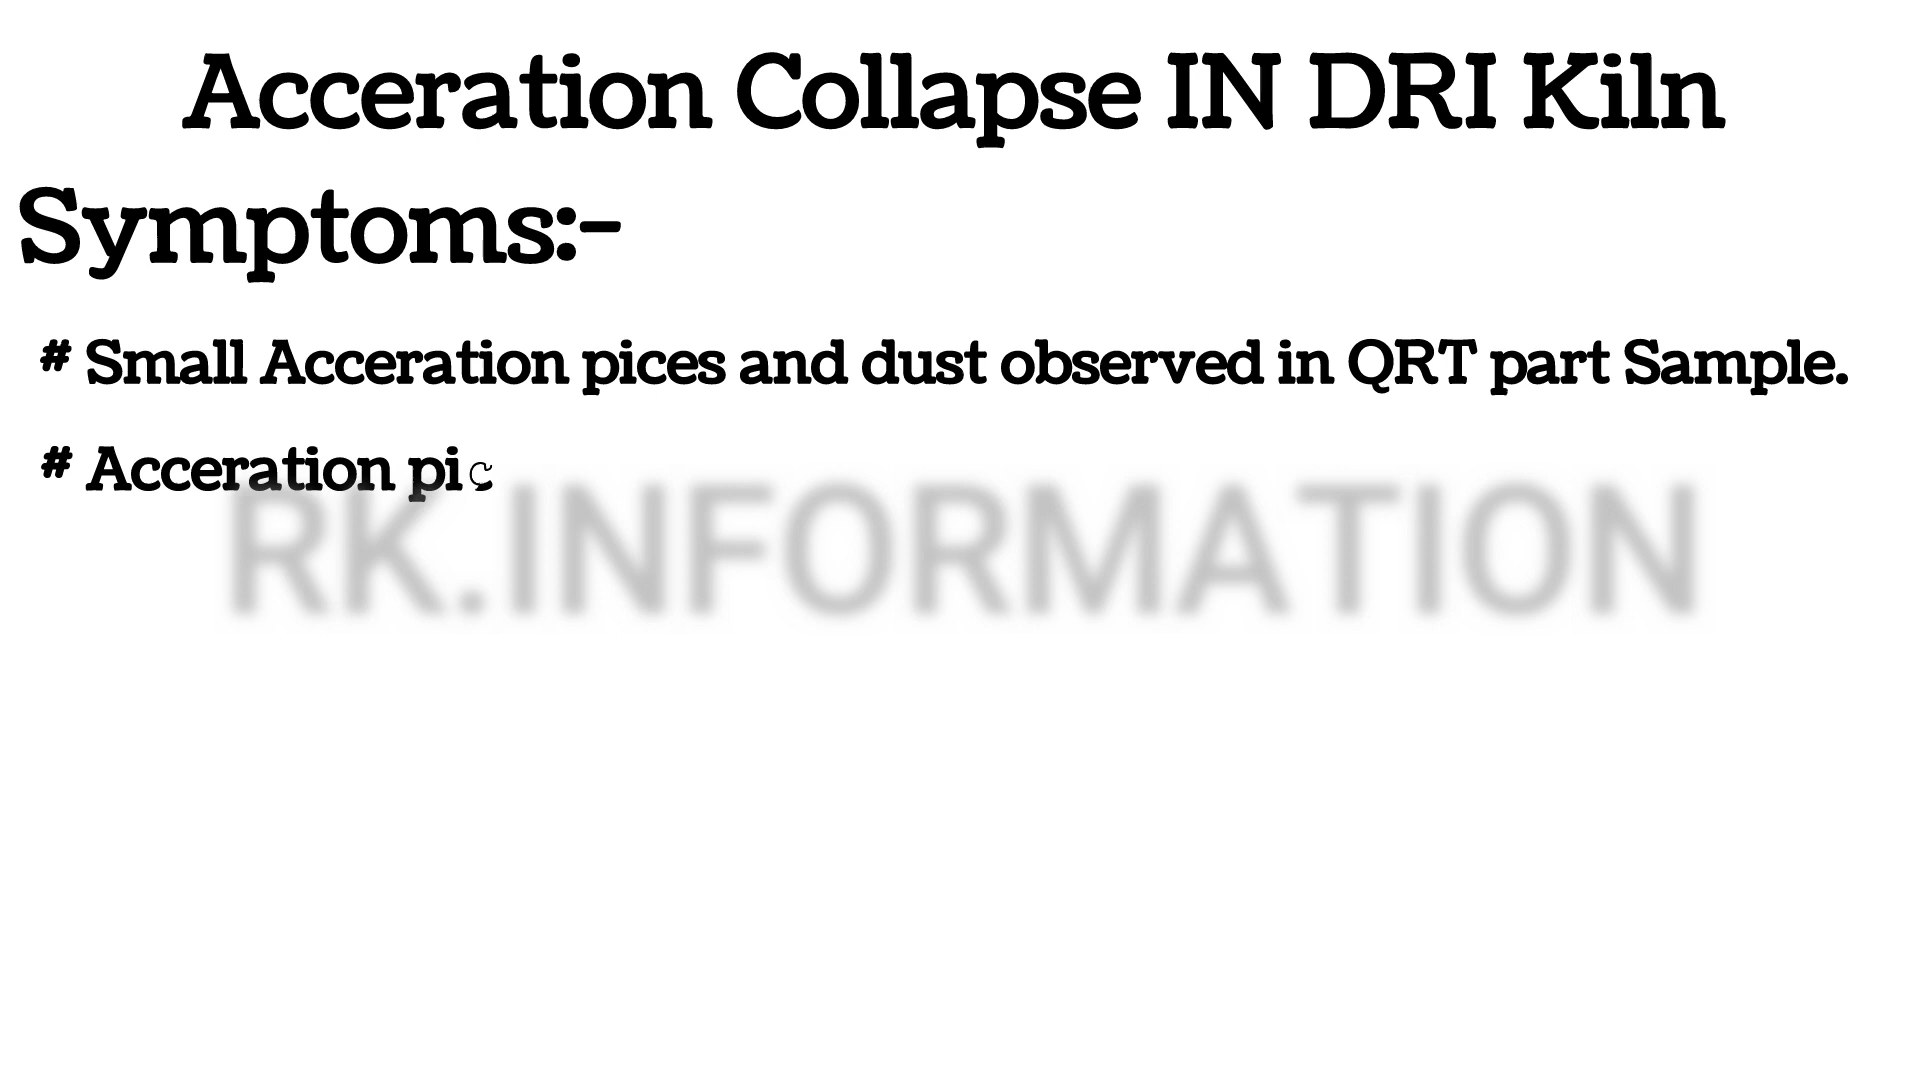 Acceration Collapse IN DRI Kiln
Symptoms:-
# Small Acceration pices and dust observed in QRT part Sample.
# Acceration pic
RK.INFORMATION